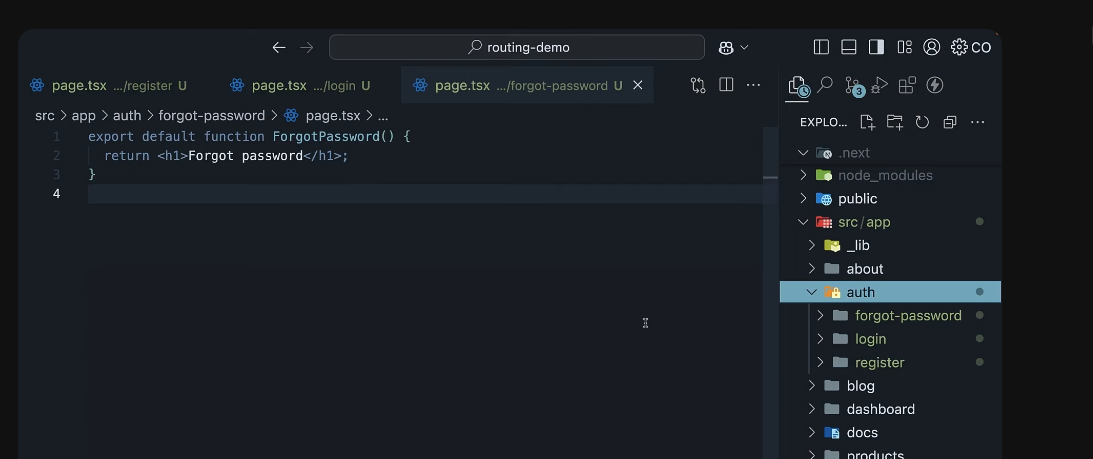 routing-demo
CO
page.tsx .../register U
page.tsx .../login U
page.tsx .../forgot-password U
3
src > app > auth > forgot-password > page.tsx > ...
EXPLO...
1 export default function ForgotPassword() {
2 return <h1>Forgot password</h1>;
3 }
4
.next
node_modules
public
src/app
_lib
about
auth
forgot-password
login
register
blog
dashboard
docs
products